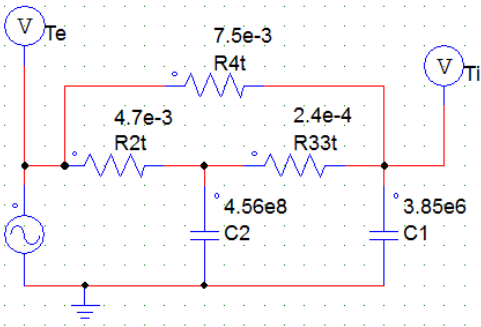 V
Te
7.5e-3
R4t
V
Ti
4.7e-3
R2t
2.4e-4
R33t
4.56e8
C2
3.85e6
C1